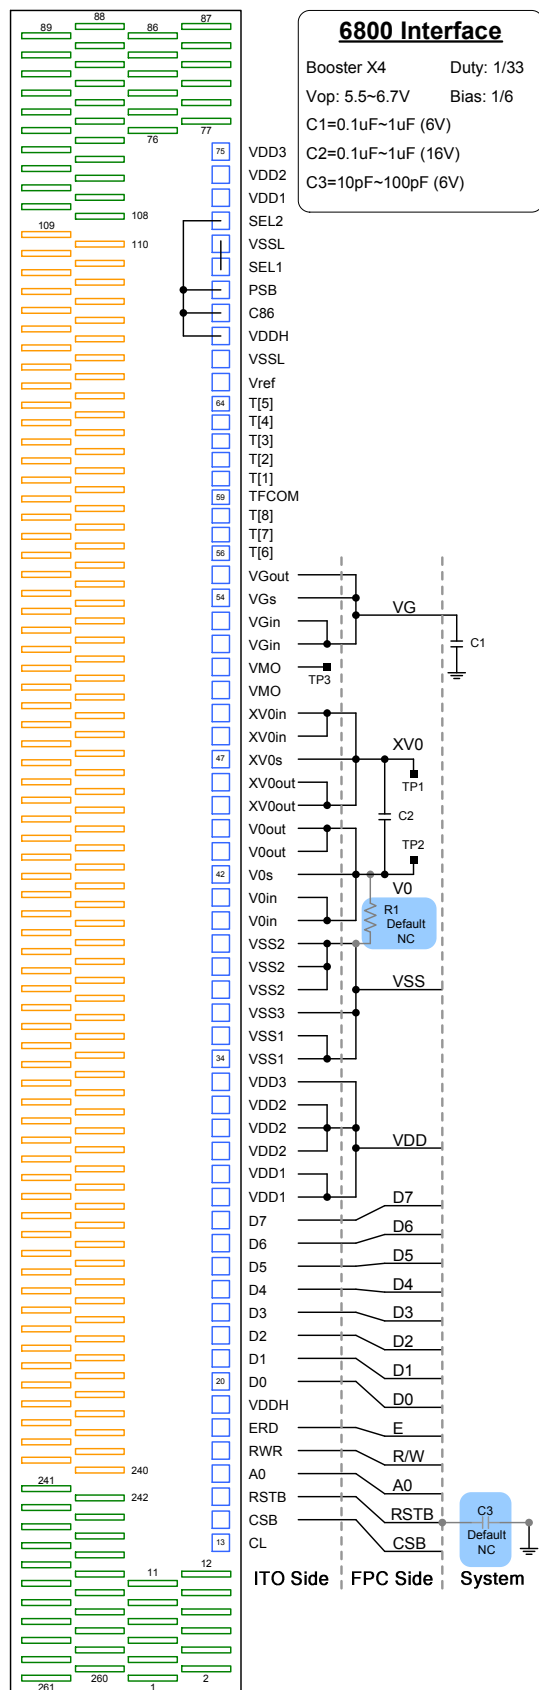 6800 Interface
Booster X4 Duty: 1/33
Vop: 5.5~6.7V Bias: 1/6
C1=0.1uF~1uF (6V)
C2=0.1uF~1uF (16V)
C3=10pF~100pF (6V)
88 87
89 86
76 77
75 VDD3
VDD2
VDD1
108 SEL2
109
110 VSSL
SEL1
PSB
C86
VDDH
VSSL
Vref
64 T[5]
T[4]
T[3]
T[2]
T[1]
59 TFCOM
T[8]
T[7]
56 T[6]
VGout
54 VGs VG
VGin
VGin C1
VMO
TP3
VMO
XV0in
XV0in XV0
47 XV0s
XV0out TP1
XV0out
C2
V0out
V0out TP2
42 V0s
V0
V0in R1
V0in Default
NC
VSS2
VSS2
VSS2 VSS
VSS3
VSS1
34 VSS1
VDD3
VDD2
VDD2 VDD
VDD2
VDD1
VDD1
D7 D7
D6 D6
D5 D5
D4 D4
D3 D3
D2 D2
D1 D1
20 D0 D0
VDDH
ERD E
RWR R/W
240
241 A0 A0
242 RSTB RSTB C3
CSB CSB Default
NC
13 CL
12
11 ITO Side FPC Side System
260 2
261 1